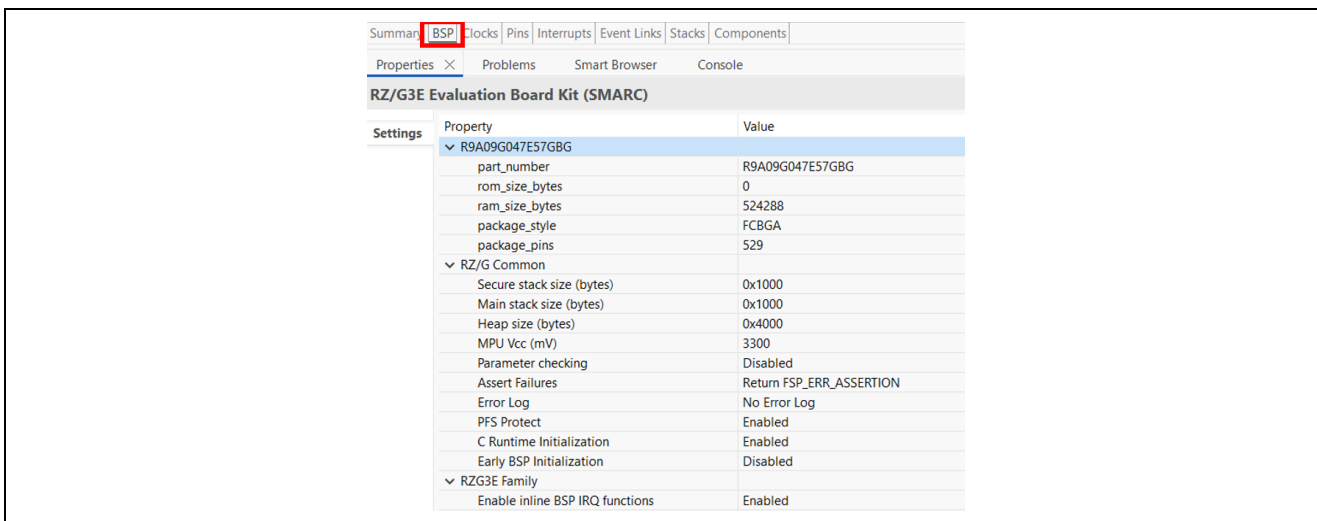 Summary BSP Clocks Pins Interrupts Event Links Stacks Components
Properties Problems Smart Browser Console
RZ/G3E Evaluation Board Kit (SMARC)
Settings
Property Value
R9A09G047E57GBG
part_number R9A09G047E57GBG
rom_size_bytes 0
ram_size_bytes 524288
package_style FCBGA
package_pins 529
RZ/G Common
Secure stack size (bytes) 0x1000
Main stack size (bytes) 0x1000
Heap size (bytes) 0x4000
MPU Vcc (mV) 3300
Parameter checking Disabled
Assert Failures Return FSP_ERR_ASSERTION
Error Log No Error Log
PFS Protect Enabled
C Runtime Initialization Enabled
Early BSP Initialization Disabled
RZG3E Family
Enable inline BSP IRQ functions Enabled